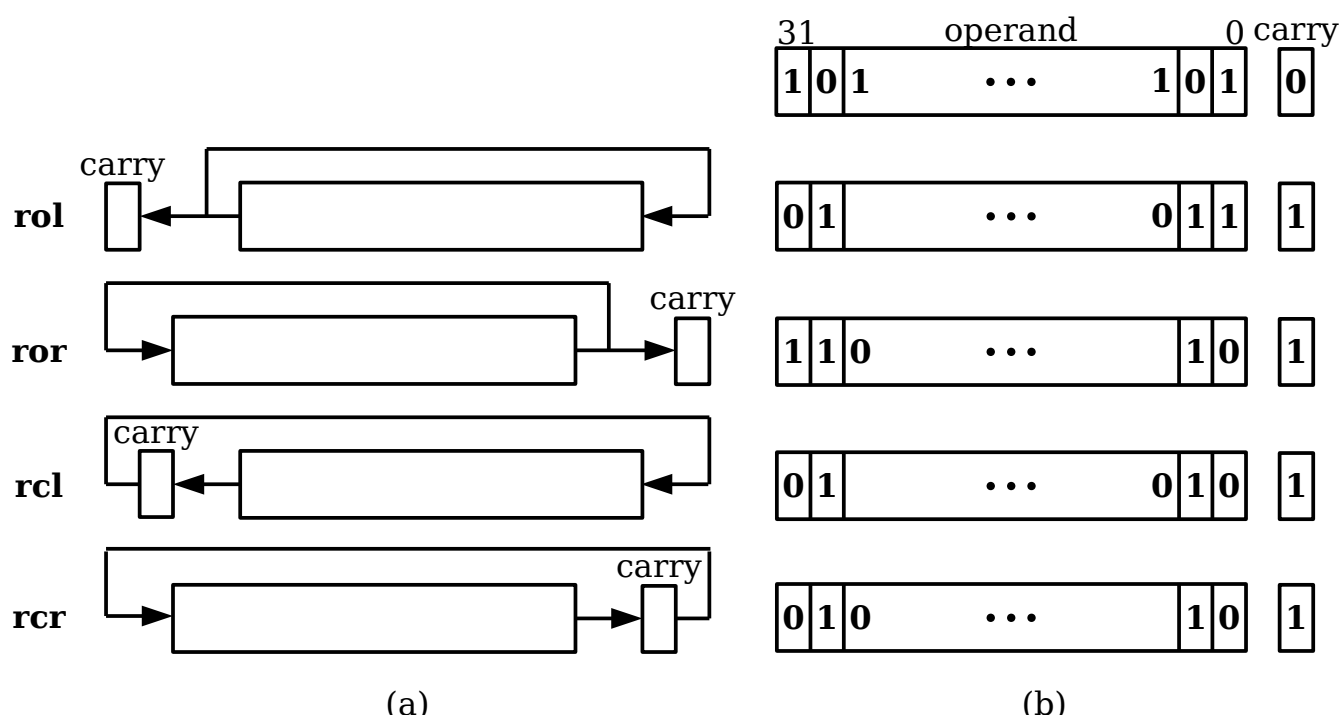 31 operand 0 carry
1 0 1 ... 1 0 1 0
carry
rol 0 1 ... 0 1 1 1
carry
ror 1 1 0 ... 1 0 1
carry
rcl 0 1 ... 0 1 0 1
carry
rcr 0 1 0 ... 1 0 1
(a) (b)